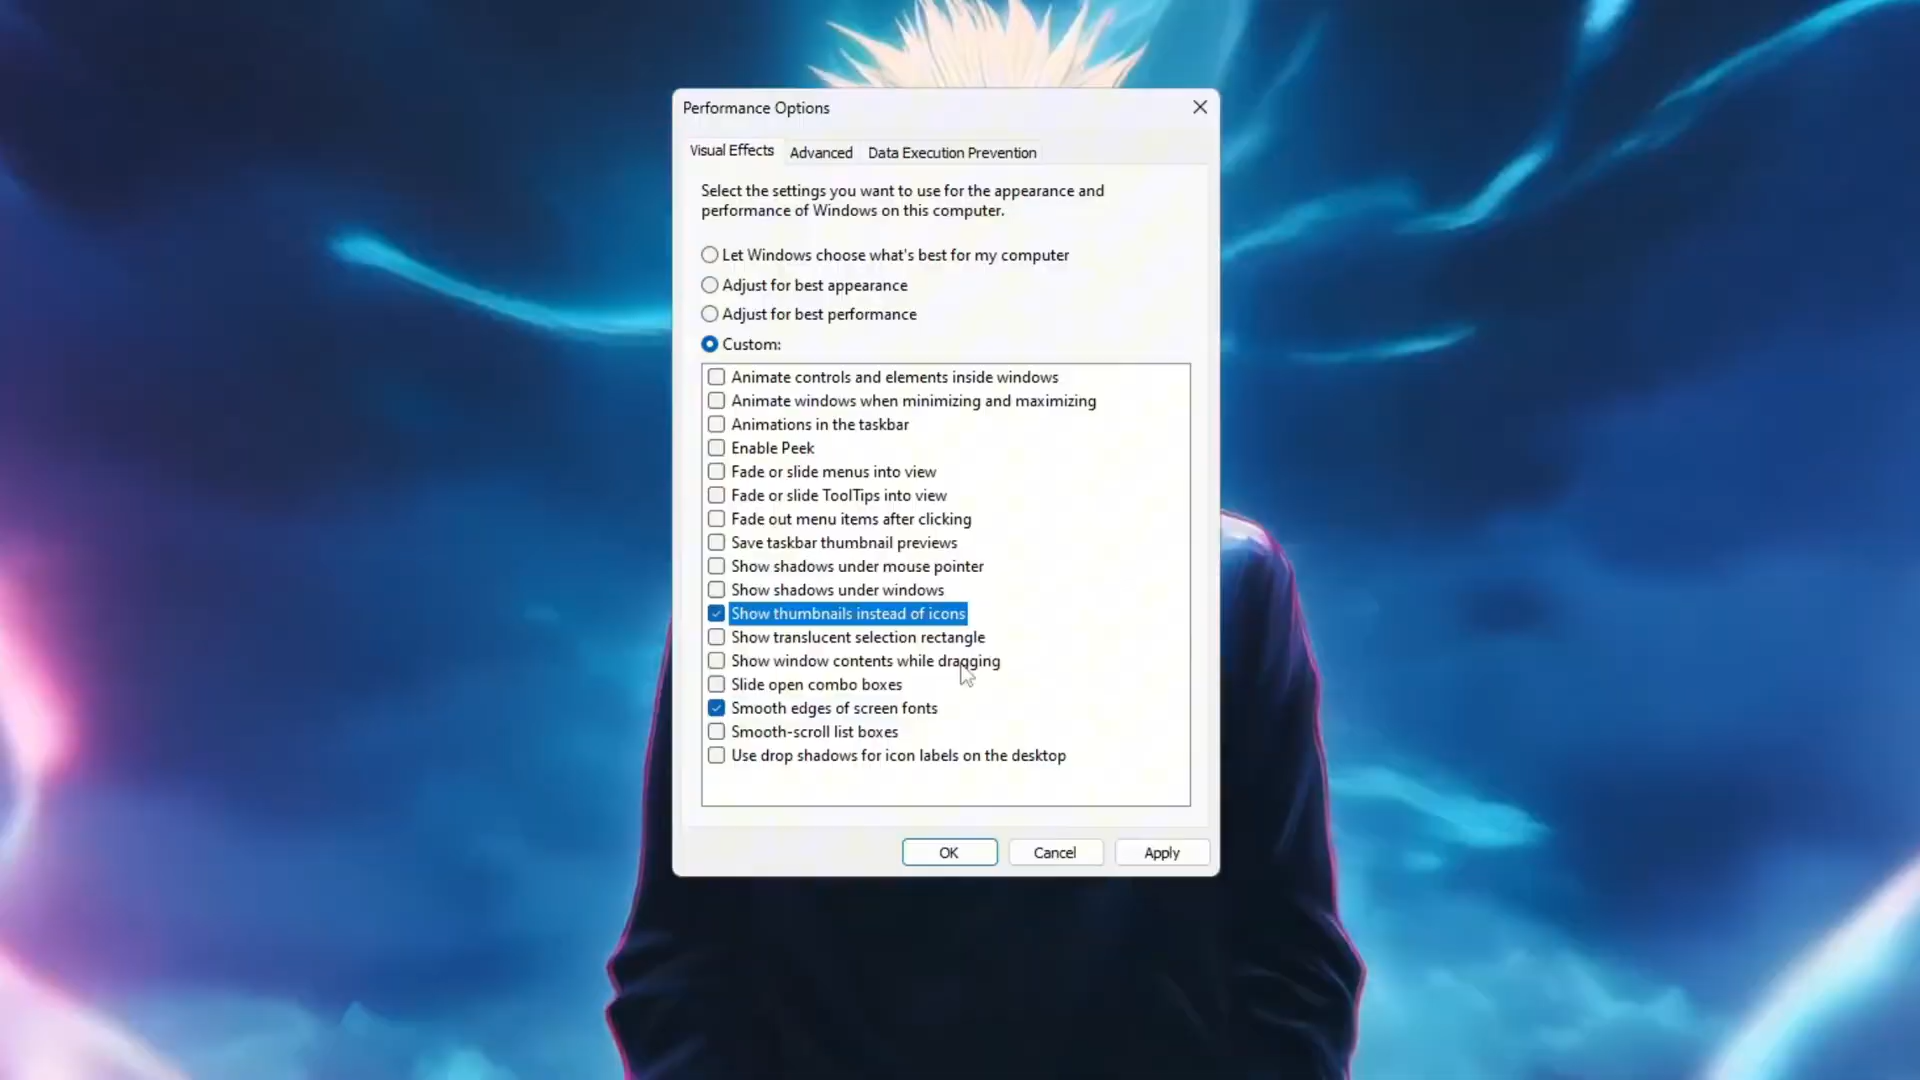 Performance Options
Visual Effects
Advanced
Data Execution Prevention
Select the settings you want to use for the appearance and
performance of Windows on this computer.
Let Windows choose what's best for my computer
Adjust for best appearance
Adjust for best performance
Custom:
Animate controls and elements inside windows
Animate windows when minimizing and maximizing
Animations in the taskbar
Enable Peek
Fade or slide menus into view
Fade or slide ToolTips into view
Fade out menu items after clicking
Save taskbar thumbnail previews
Show shadows under mouse pointer
Show shadows under windows
Show thumbnails instead of icons
Show translucent selection rectangle
Show window contents while dragging
Slide open combo boxes
Smooth edges of screen fonts
Smooth-scroll list boxes
Use drop shadows for icon labels on the desktop
OK
Cancel
Apply